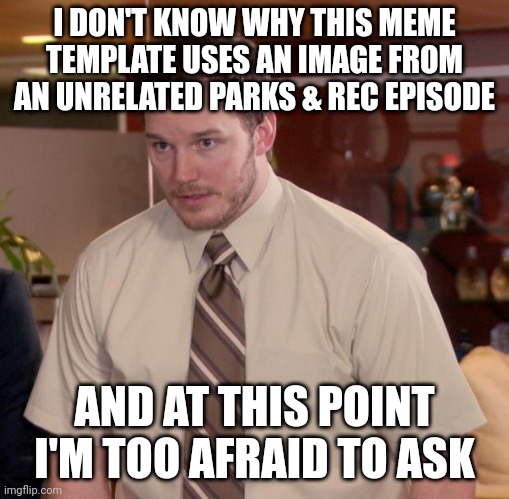 I DON'T KNOW WHY THIS MEME
TEMPLATE USES AN IMAGE FROM
AN UNRELATED PARKS & REC EPISODE
AND AT THIS POINT
I'M TOO AFRAID TO ASK
imgflip.com